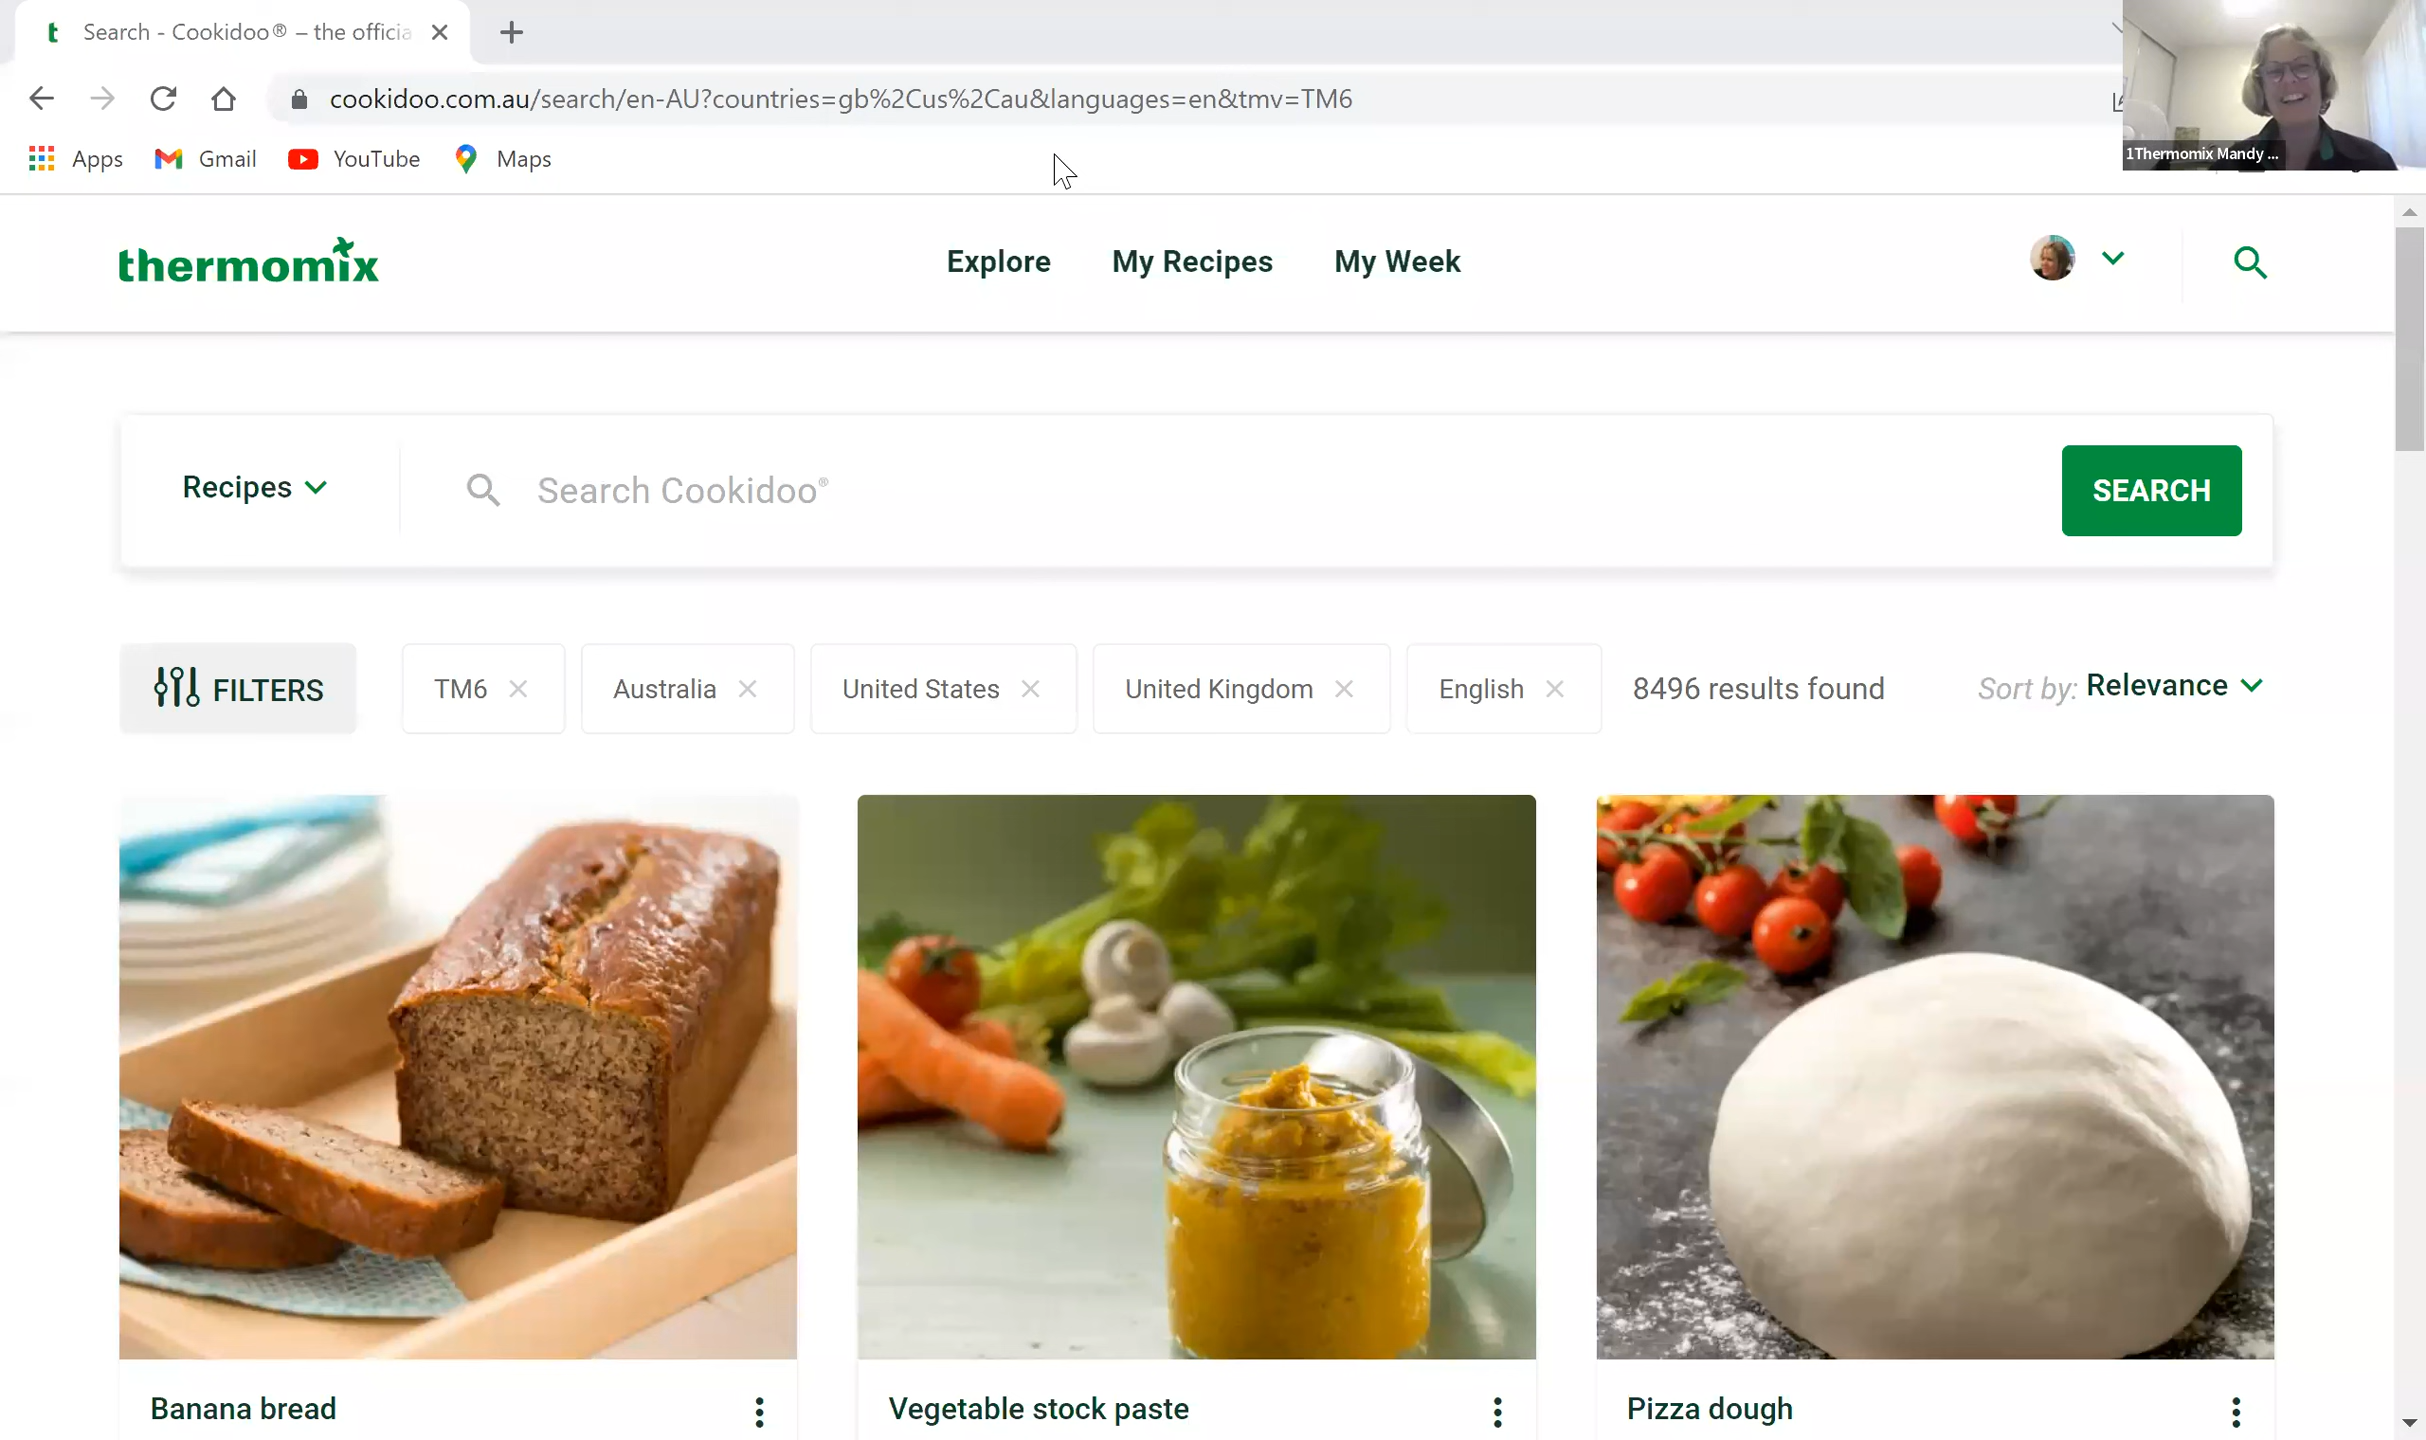 Search - Cookidoo® – the officia
cookidoo.com.au/search/en-AU?countries=gb%2Cus%2Cau&languages=en&tmv=TM6
Apps Gmail YouTube Maps
1Thermomix Mandy ...
thermomix Explore My Recipes My Week
Recipes Search Cookidoo® SEARCH
FILTERS TM6 Australia United States United Kingdom English 8496 results found Sort by: Relevance
Banana bread Vegetable stock paste Pizza dough